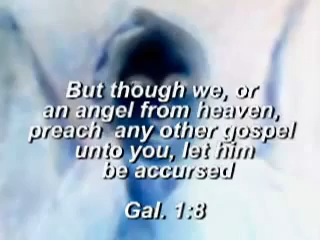 But though we, or
an angel from heaven,
preach any other gospel
unto you, let him
be accursed
Gal. 1:8